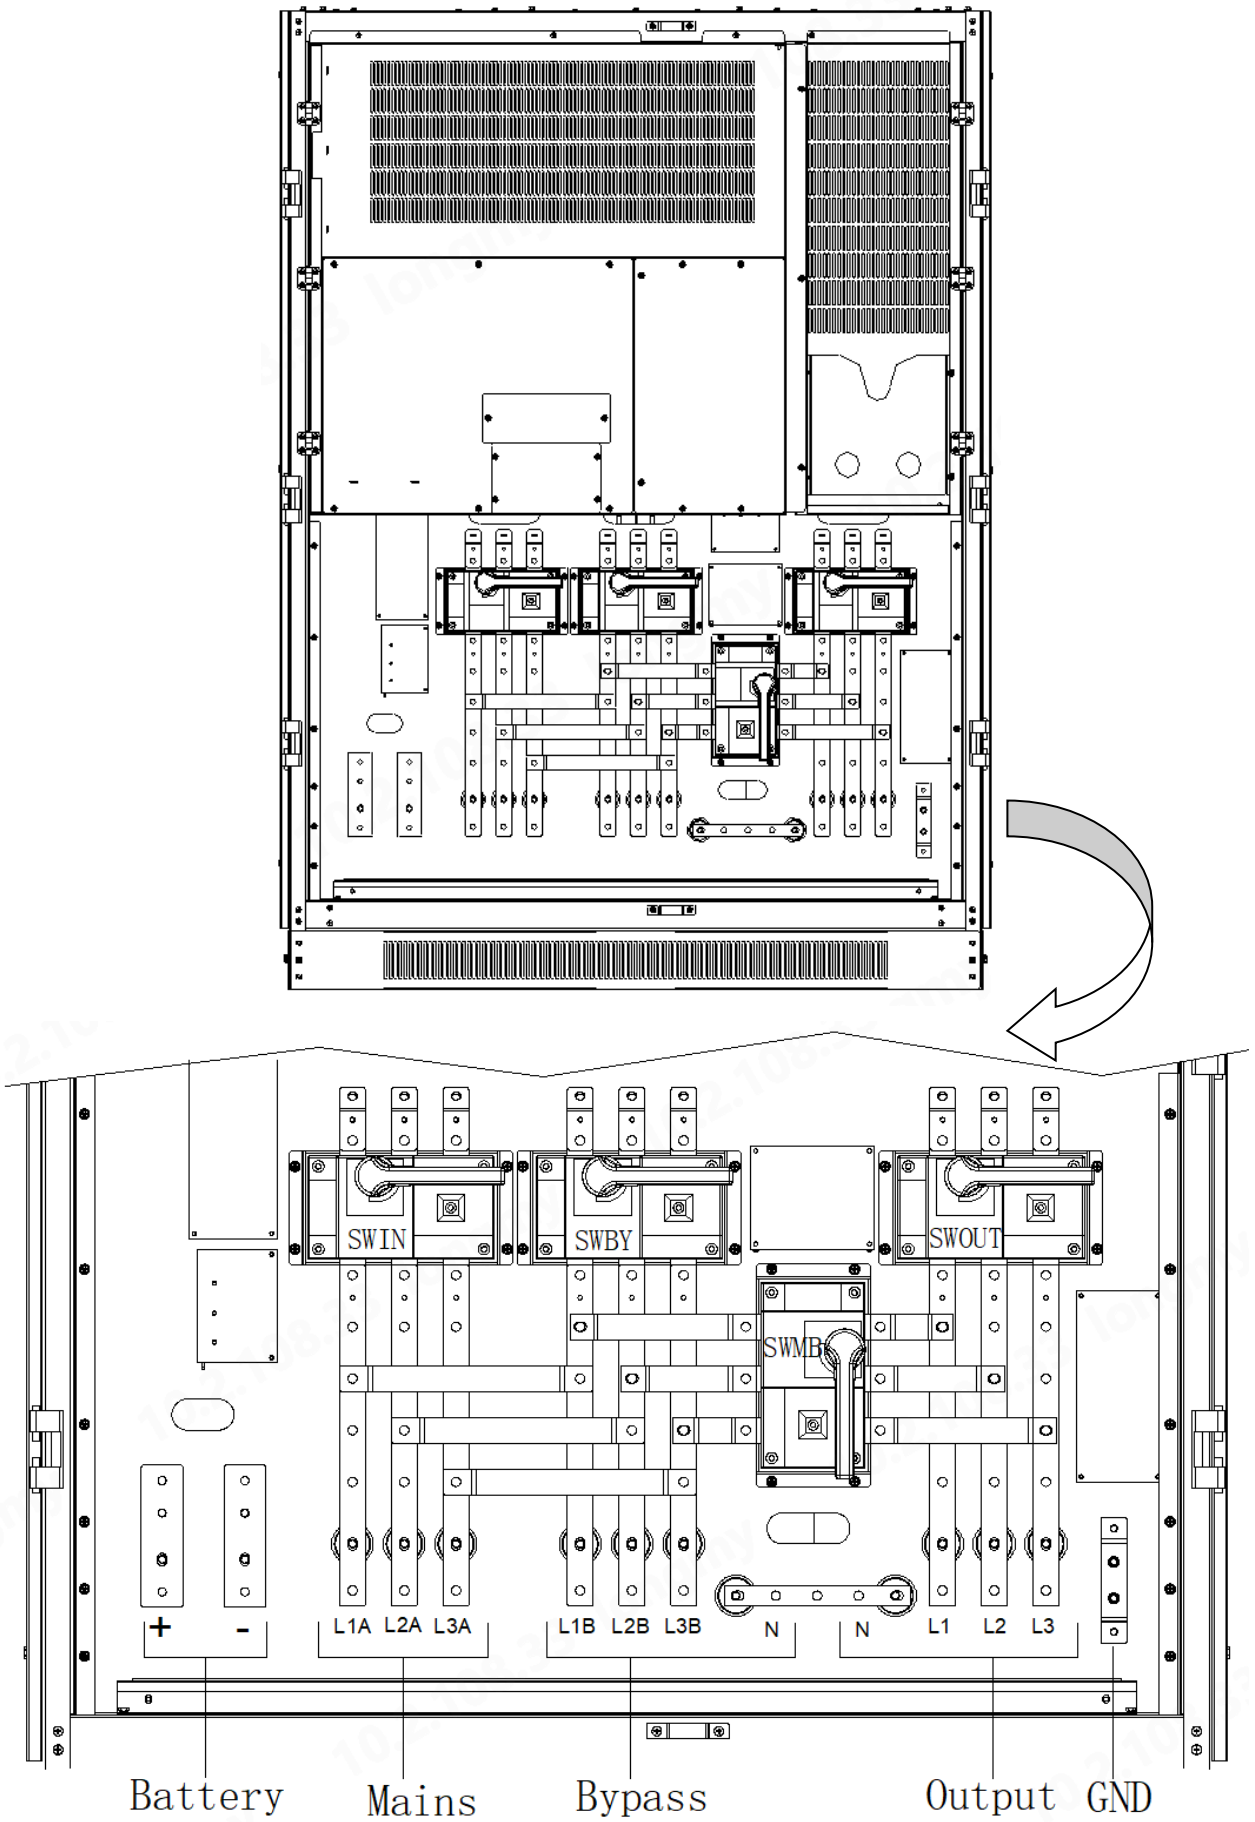 SWIN
SWBY
SWOUT
SWMB
+ - L1A L2A L3A L1B L2B L3B N N L1 L2 L3
Battery Mains Bypass Output GND